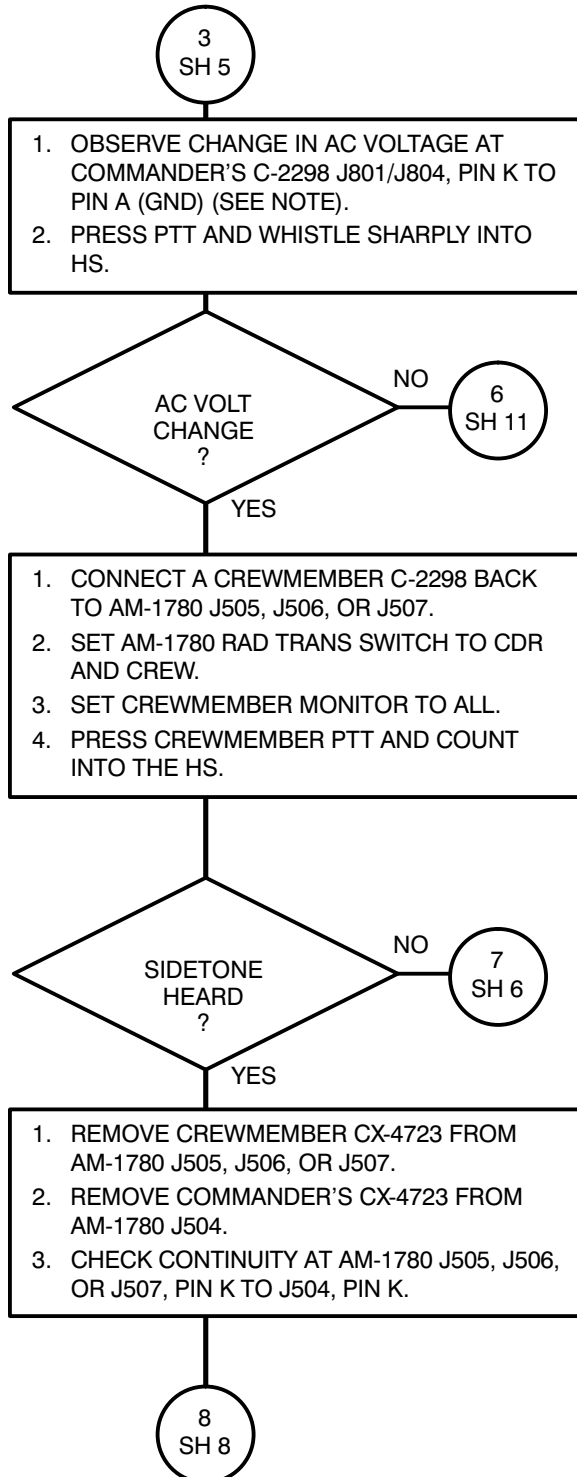 3
SH 5
1. OBSERVE CHANGE IN AC VOLTAGE AT
COMMANDER'S C-2298 J801/J804, PIN K TO
PIN A (GND) (SEE NOTE).
2. PRESS PTT AND WHISTLE SHARPLY INTO
HS.
AC VOLT
CHANGE
?
NO
6
SH 11
YES
1. CONNECT A CREWMEMBER C-2298 BACK
TO AM-1780 J505, J506, OR J507.
2. SET AM-1780 RAD TRANS SWITCH TO CDR
AND CREW.
3. SET CREWMEMBER MONITOR TO ALL.
4. PRESS CREWMEMBER PTT AND COUNT
INTO THE HS.
SIDETONE
HEARD
?
NO
7
SH 6
YES
1. REMOVE CREWMEMBER CX-4723 FROM
AM-1780 J505, J506, OR J507.
2. REMOVE COMMANDER'S CX-4723 FROM
AM-1780 J504.
3. CHECK CONTINUITY AT AM-1780 J505, J506,
OR J507, PIN K TO J504, PIN K.
8
SH 8